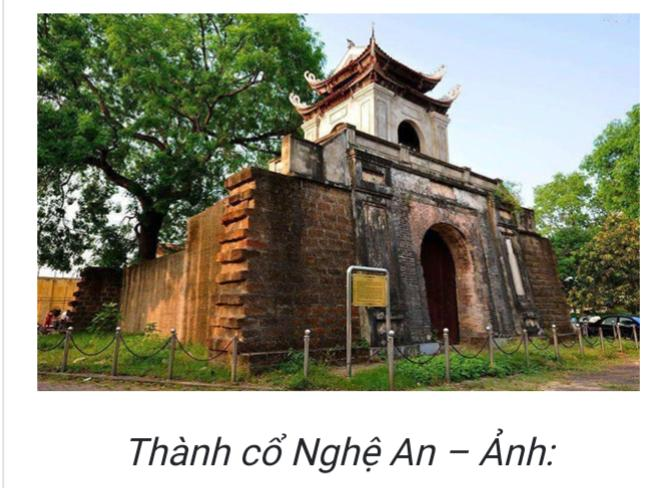 Thành cổ Nghệ An – Ảnh: